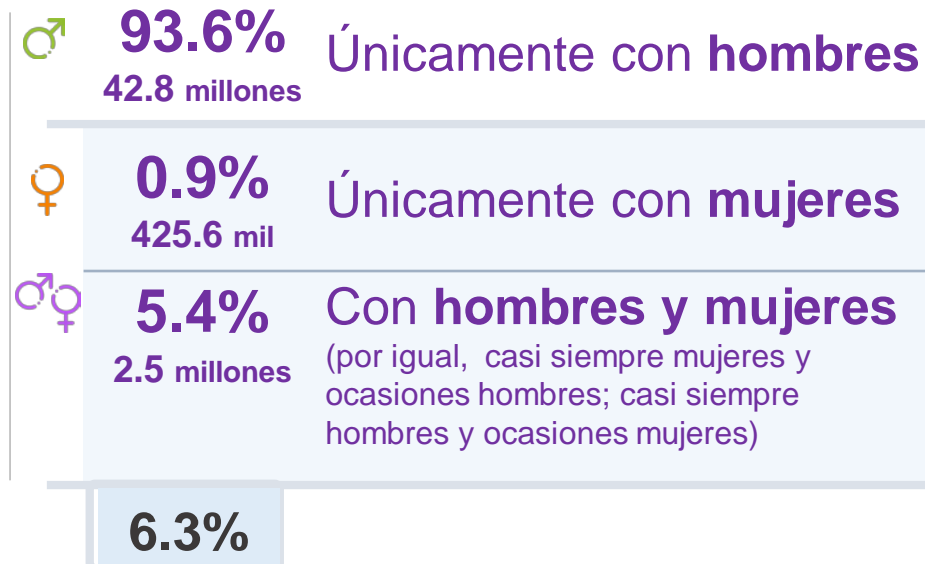 93.6%
42.8 millones
Únicamente con hombres
0.9%
425.6 mil
Únicamente con mujeres
5.4%
2.5 millones
Con hombres y mujeres
(por igual, casi siempre mujeres y
ocasiones hombres; casi siempre
hombres y ocasiones mujeres)
6.3%